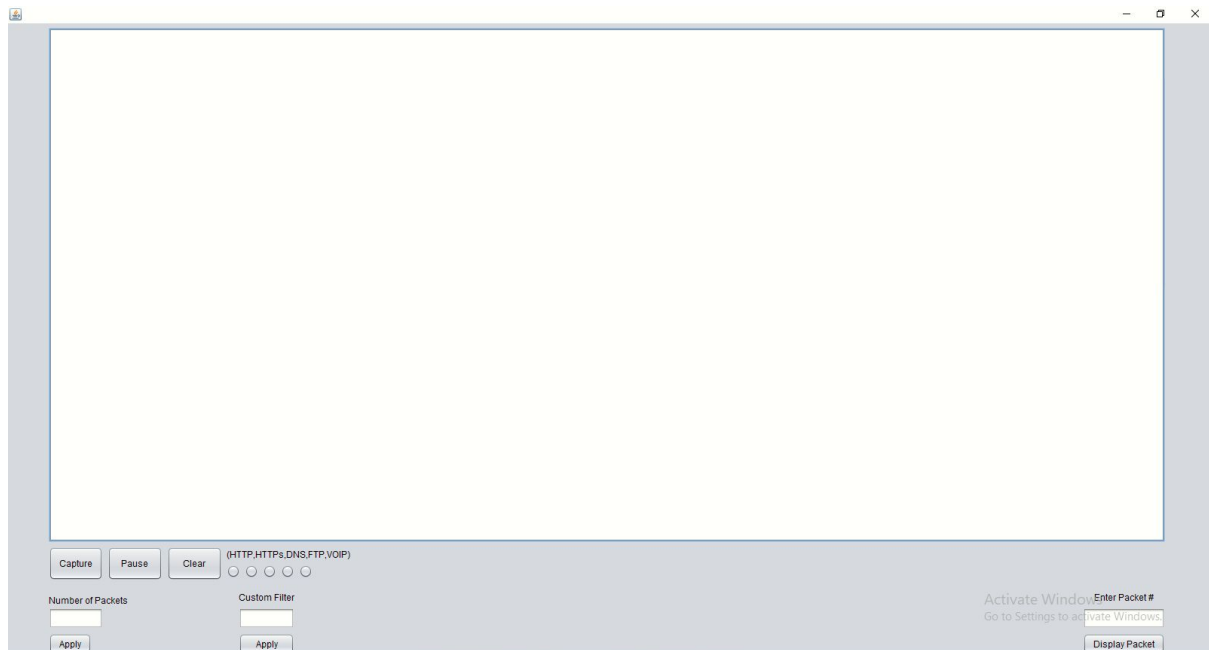 Capture
Pause
Clear
(HTTP,HTTPs,DNS,FTP,VOIP)
Number of Packets
Custom Filter
Activate Windows
Enter Packet #
Go to Settings to activate Windows.
Apply
Apply
Display Packet